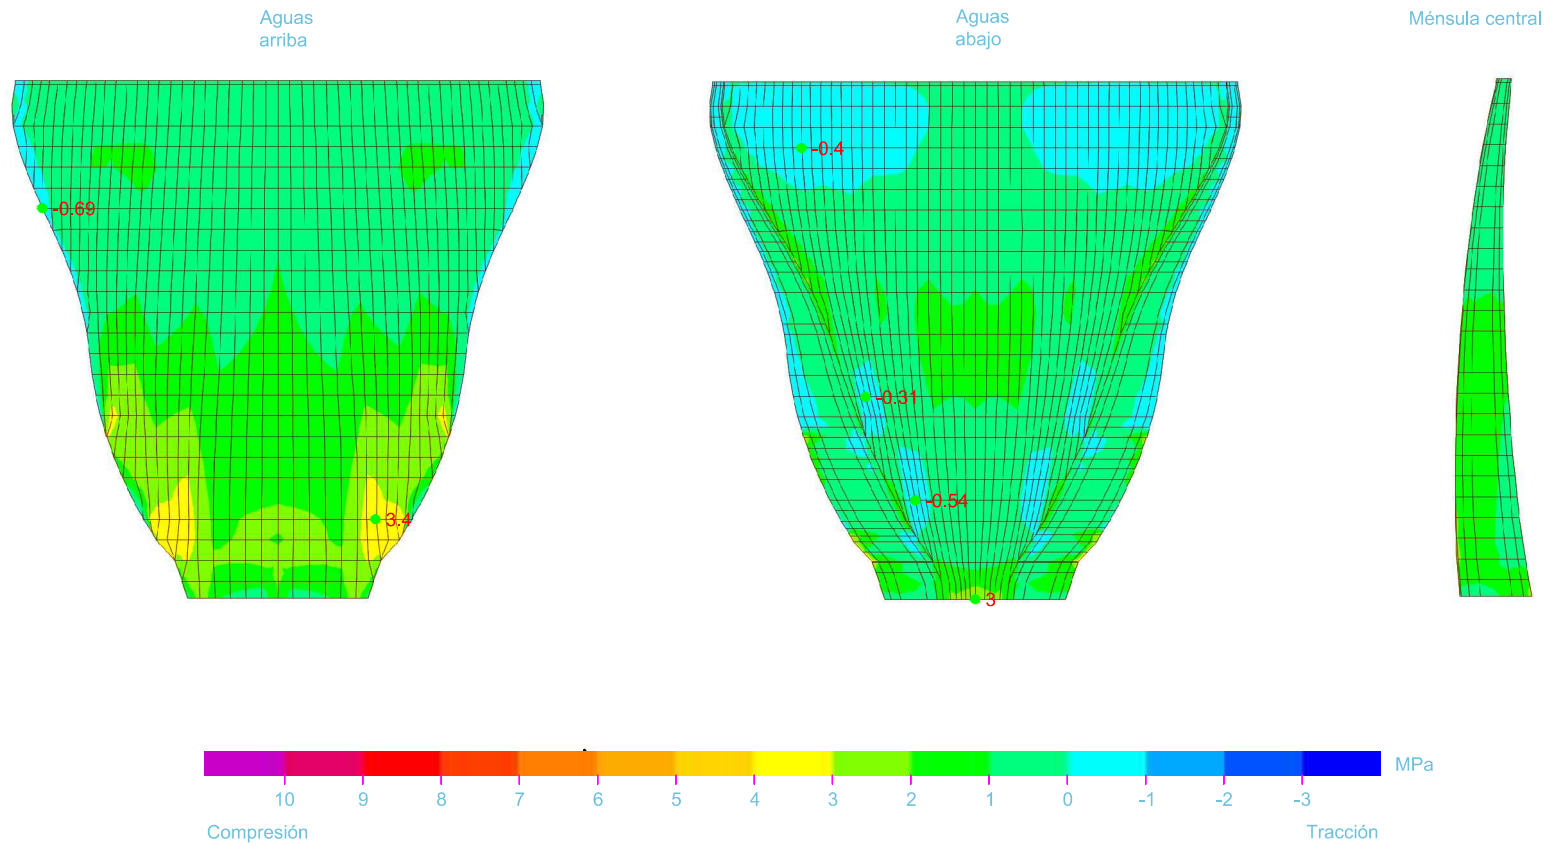 Aguas
arriba
Aguas
abajo
Ménsula central
-0.69
3.4
-0.4
-0.31
-0.54
3
MPa
10 9 8 7 6 5 4 3 2 1 0 -1 -2 -3
Compresión Tracción